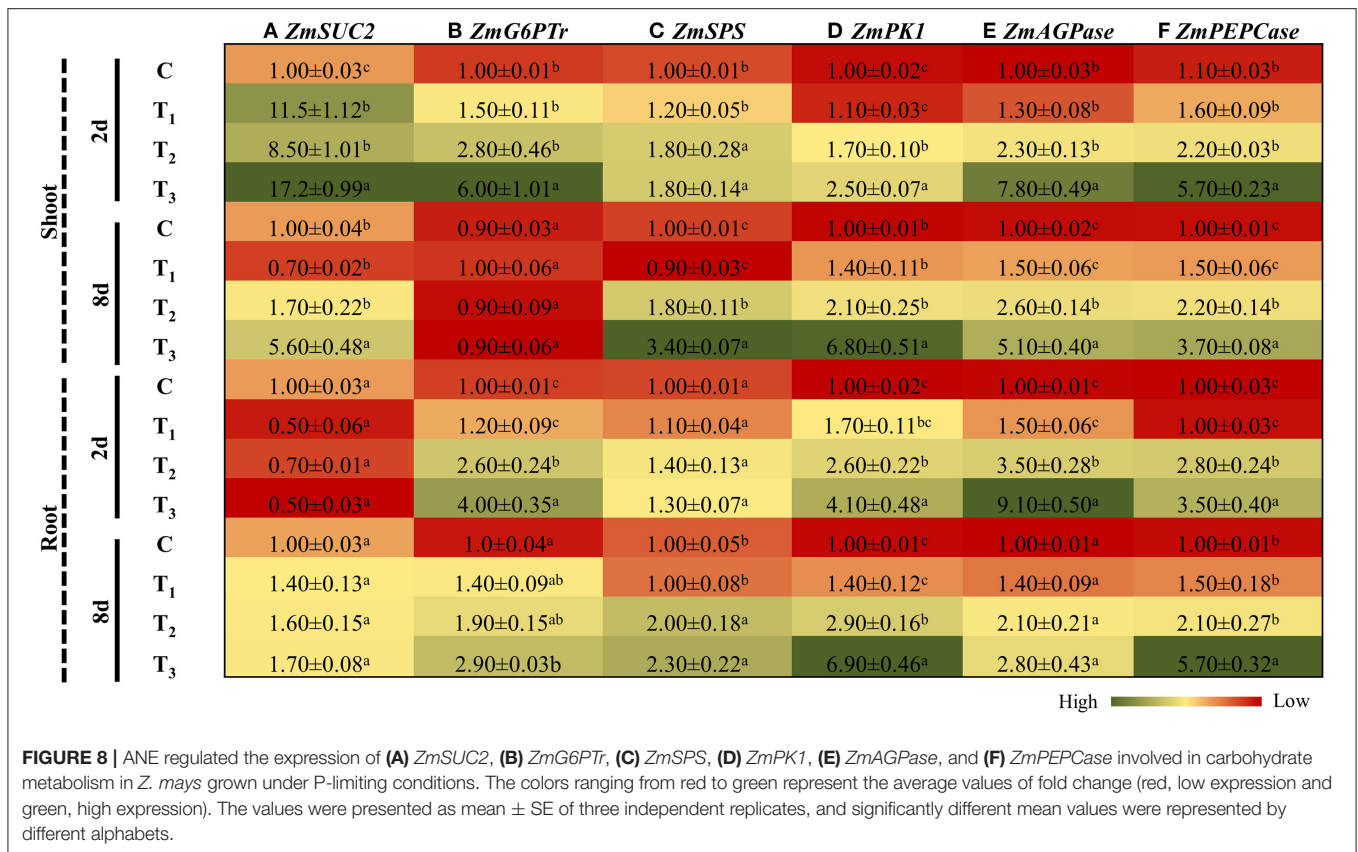 A ZmSUC2 B ZmG6PTr C ZmSPS D ZmPK1 E ZmAGPase F ZmPEPCase
Shoot
2d
C 1.00±0.03c 1.00±0.01b 1.00±0.01b 1.00±0.02c 1.00±0.03b 1.10±0.03b
T1 11.5±1.12b 1.50±0.11b 1.20±0.05b 1.10±0.03c 1.30±0.08b 1.60±0.09b
T2 8.50±1.01b 2.80±0.46b 1.80±0.28a 1.70±0.10b 2.30±0.13b 2.20±0.03b
T3 17.2±0.99a 6.00±1.01a 1.80±0.14a 2.50±0.07a 7.80±0.49a 5.70±0.23a
8d
C 1.00±0.04b 0.90±0.03a 1.00±0.01c 1.00±0.01b 1.00±0.02c 1.00±0.01c
T1 0.70±0.02b 1.00±0.06a 0.90±0.03c 1.40±0.11b 1.50±0.06c 1.50±0.06c
T2 1.70±0.22b 0.90±0.09a 1.80±0.11b 2.10±0.25b 2.60±0.14b 2.20±0.14b
T3 5.60±0.48a 0.90±0.06a 3.40±0.07a 6.80±0.51a 5.10±0.40a 3.70±0.08a
Root
2d
C 1.00±0.03a 1.00±0.01c 1.00±0.01a 1.00±0.02c 1.00±0.01c 1.00±0.03c
T1 0.50±0.06a 1.20±0.09c 1.10±0.04a 1.70±0.11bc 1.50±0.06c 1.00±0.03c
T2 0.70±0.01a 2.60±0.24b 1.40±0.13a 2.60±0.22b 3.50±0.28b 2.80±0.24b
T3 0.50±0.03a 4.00±0.35a 1.30±0.07a 4.10±0.48a 9.10±0.50a 3.50±0.40a
8d
C 1.00±0.03a 1.0±0.04a 1.00±0.05b 1.00±0.01c 1.00±0.01a 1.00±0.01b
T1 1.40±0.13a 1.40±0.09ab 1.00±0.08b 1.40±0.12c 1.40±0.09a 1.50±0.18b
T2 1.60±0.15a 1.90±0.15ab 2.00±0.18a 2.90±0.16b 2.10±0.21a 2.10±0.27b
T3 1.70±0.08a 2.90±0.03b 2.30±0.22a 6.90±0.46a 2.80±0.43a 5.70±0.32a
High Low
FIGURE 8 | ANE regulated the expression of (A) ZmSUC2, (B) ZmG6PTr, (C) ZmSPS, (D) ZmPK1, (E) ZmAGPase, and (F) ZmPEPCase involved in carbohydrate
metabolism in Z. mays grown under P-limiting conditions. The colors ranging from red to green represent the average values of fold change (red, low expression and
green, high expression). The values were presented as mean ± SE of three independent replicates, and significantly different mean values were represented by
different alphabets.